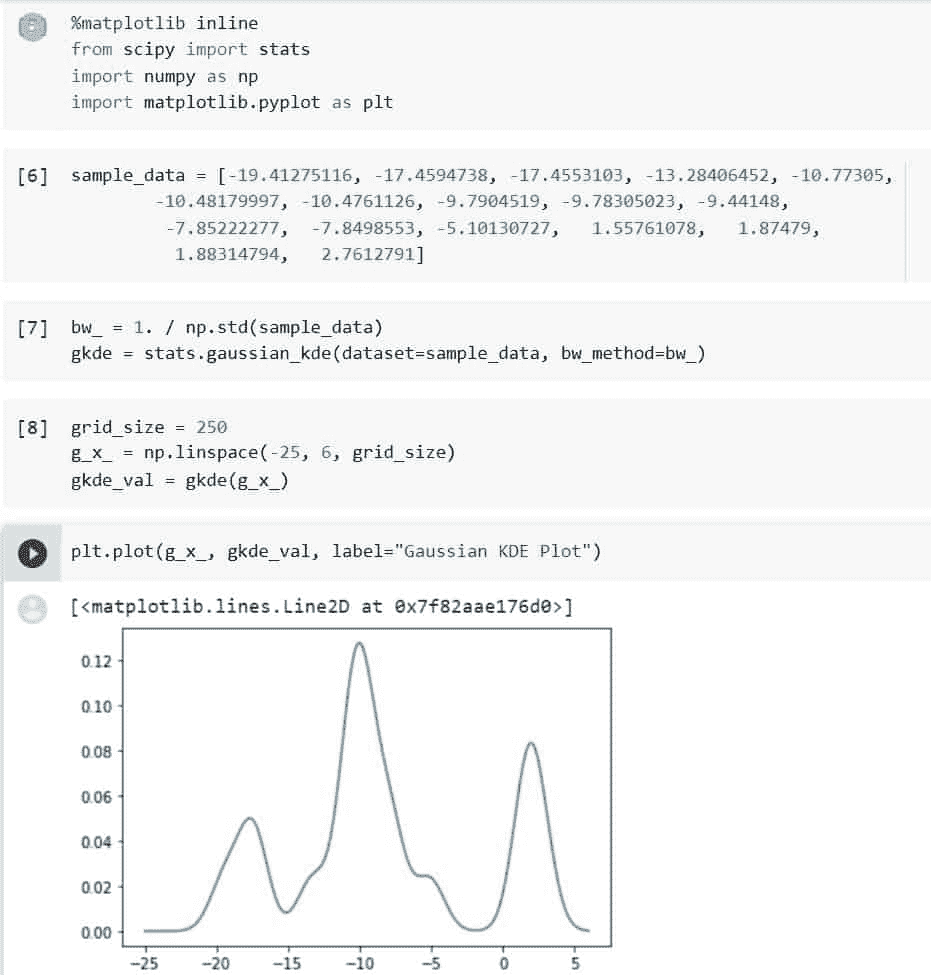 %matplotlib inline
from scipy import stats
import numpy as np
import matplotlib.pyplot as plt
[6] sample_data = [-19.41275116, -17.4594738, -17.4553103, -13.28406452, -10.77305,
-10.48179997, -10.4761126, -9.7904519, -9.78305023, -9.44148,
-7.85222277, -7.8498553, -5.10130727, 1.55761078, 1.87479,
1.88314794, 2.7612791]
[7] bw_ = 1. / np.std(sample_data)
gkde = stats.gaussian_kde(dataset=sample_data, bw_method=bw_)
[8] grid_size = 250
g_x_ = np.linspace(-25, 6, grid_size)
gkde_val = gkde(g_x_)
plt.plot(g_x_, gkde_val, label="Gaussian KDE Plot")
[<matplotlib.lines.Line2D at 0x7f82aae176d0>]
0.12
0.10
0.08
0.06
0.04
0.02
0.00
−25 −20 −15 −10 −5 0 5